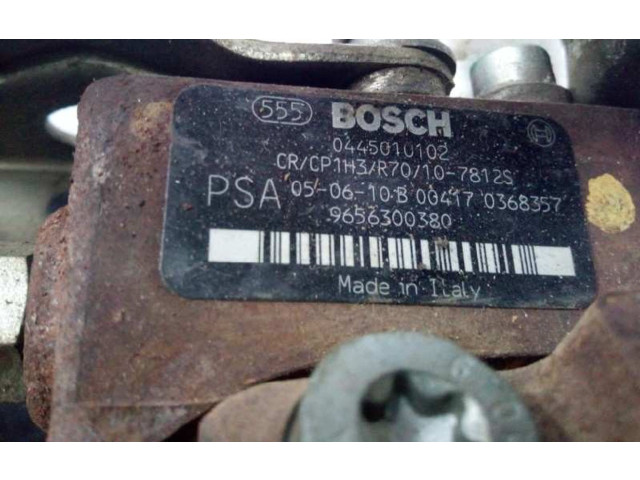 555 BOSCH
0445010102
CR/CP1H3/R70/10-7812S
PSA 05-06-10-B 00417 0368357
9656300380
Made in Italy